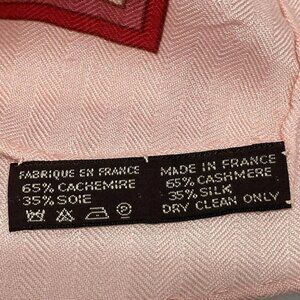 FABRIQUE EN FRANCE
65% CACHEMIRE
35% SOIE
MADE IN FRANCE
65% CASHMERE
35% SILK
DRY CLEAN ONLY